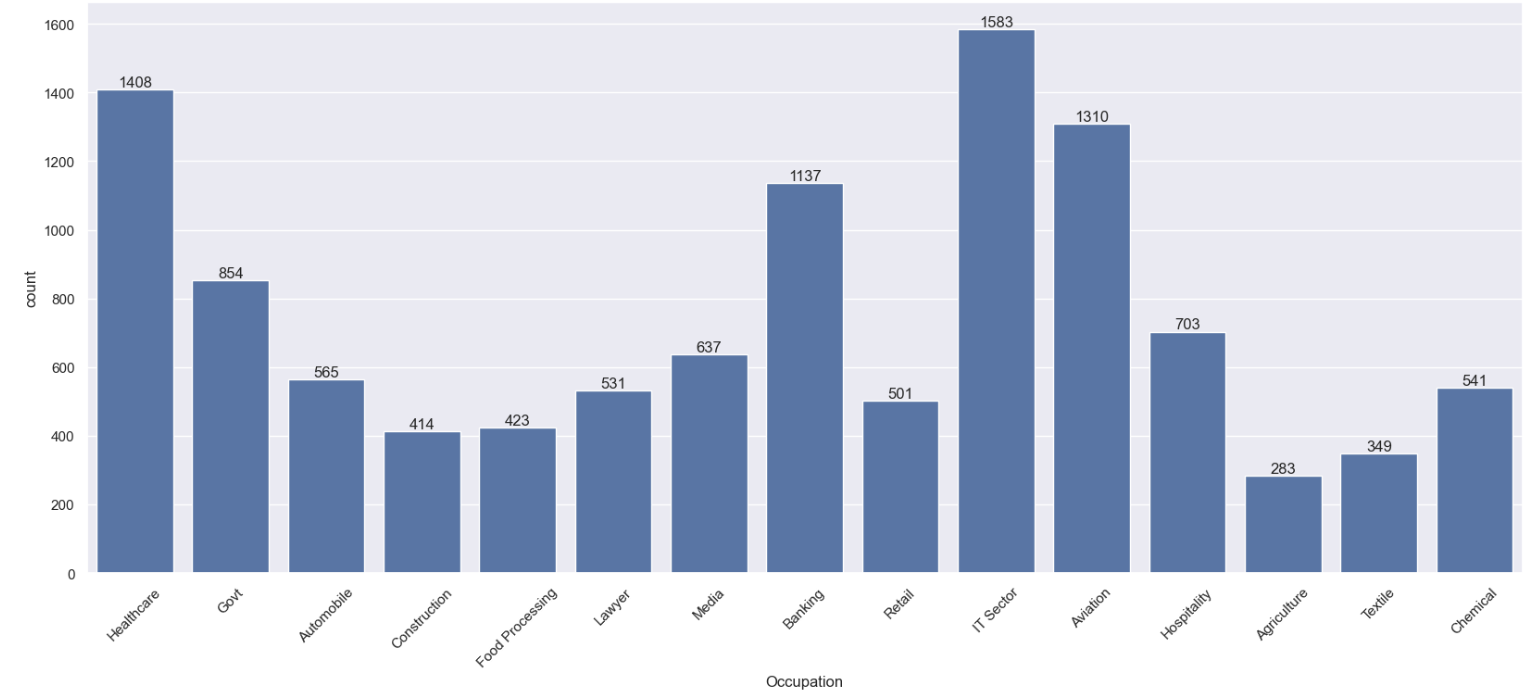 1600
1400
1200
1000
800
600
400
200
0
count
1408
854
565
414
423
531
637
1137
501
1583
1310
703
283
349
541
Healthcare
Govt
Automobile
Construction
Food Processing
Lawyer
Media
Banking
Retail
IT Sector
Aviation
Hospitality
Agriculture
Textile
Chemical
Occupation